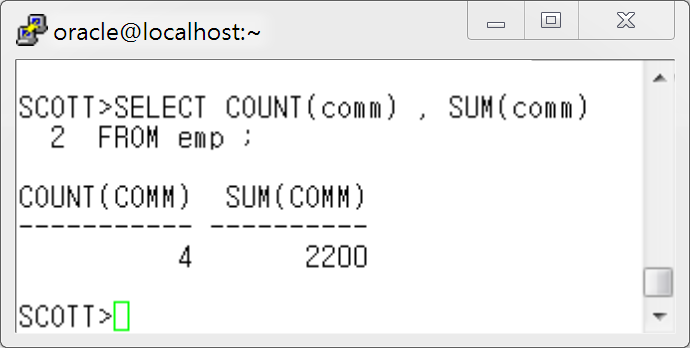 oracle@localhost:~
SCOTT>SELECT COUNT(comm) , SUM(comm)
  2  FROM emp ;
COUNT(COMM)  SUM(COMM)
----------- ----------
          4       2200
SCOTT>